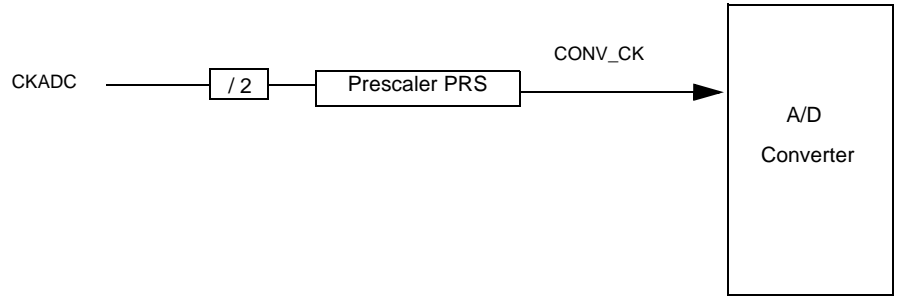 CONV_CK
CKADC
/ 2
Prescaler PRS
A/D
Converter